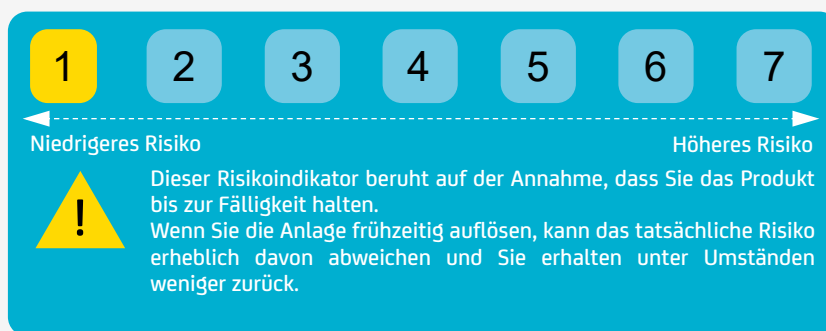 1 2 3 4 5 6 7
Niedrigeres Risiko Höheres Risiko
Dieser Risikoindikator beruht auf der Annahme, dass Sie das Produkt
bis zur Fälligkeit halten.
!
Wenn Sie die Anlage frühzeitig auflösen, kann das tatsächliche Risiko
erheblich davon abweichen und Sie erhalten unter Umständen
weniger zurück.